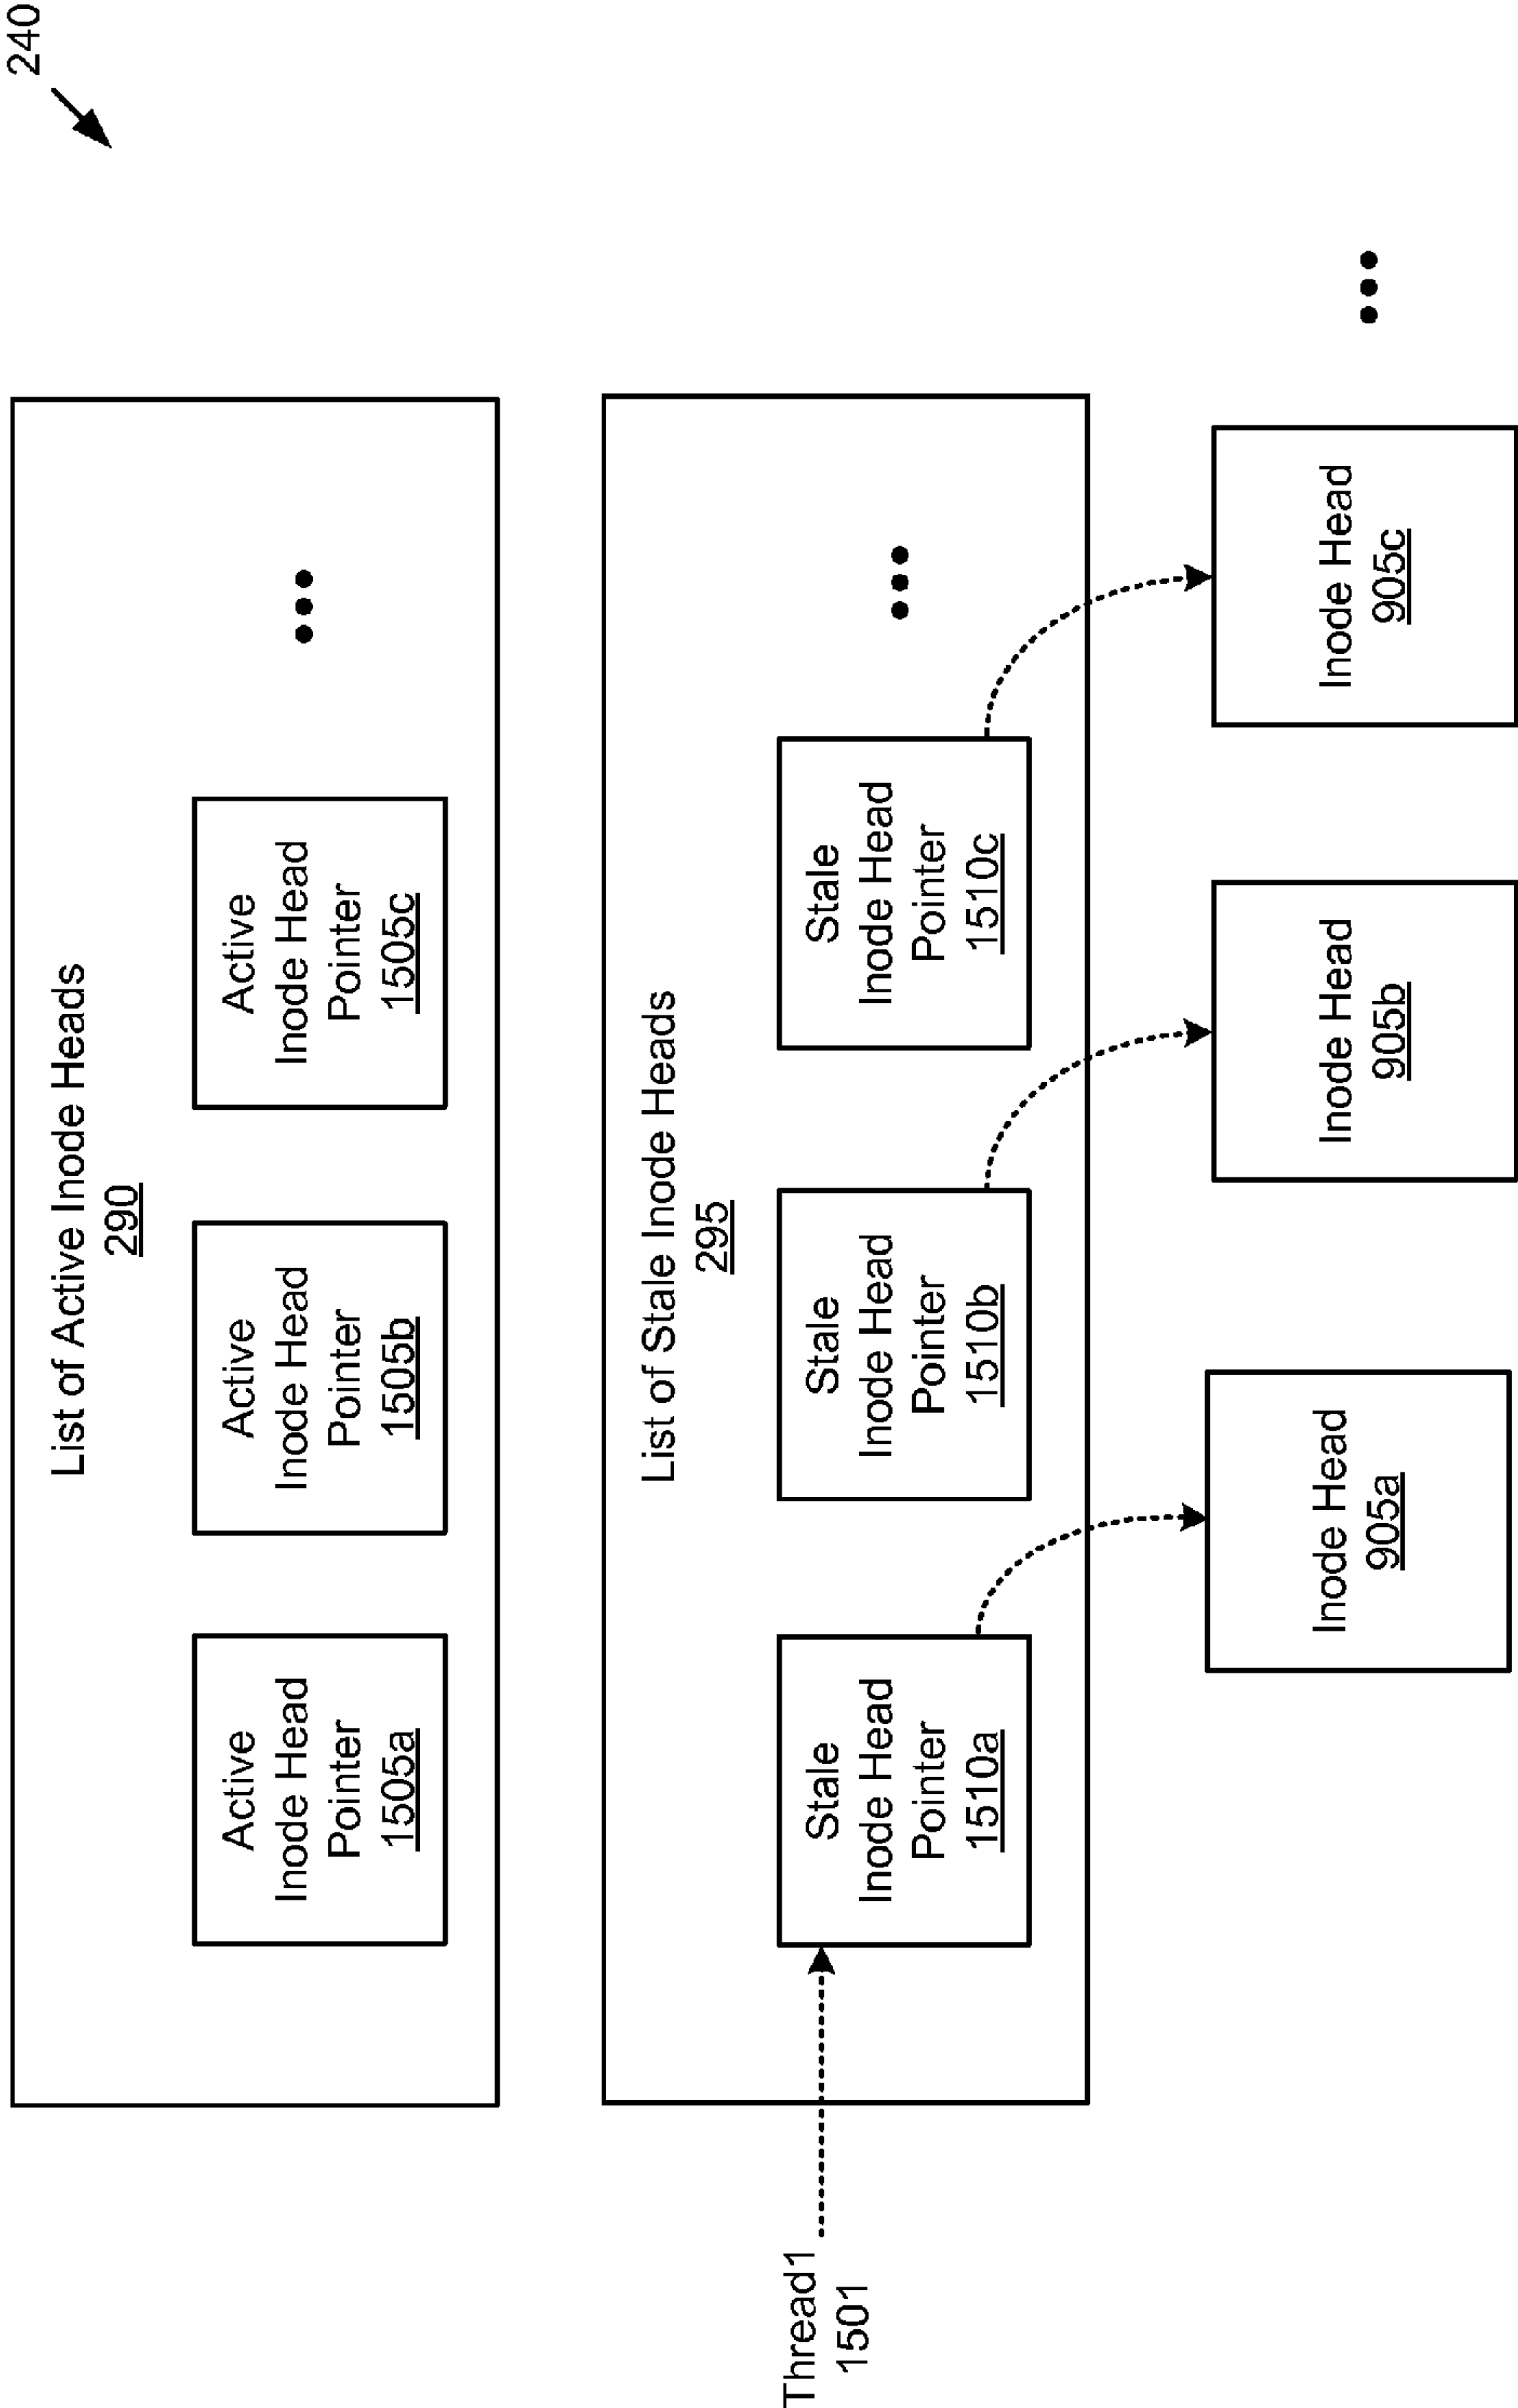 240
List of Active Inode Heads
290
Active
Inode Head
Pointer
1505a
Active
Inode Head
Pointer
1505b
Active
Inode Head
Pointer
1505c
List of Stale Inode Heads
295
Thread1
1501
Stale
Inode Head
Pointer
1510a
Stale
Inode Head
Pointer
1510b
Stale
Inode Head
Pointer
1510c
Inode Head
905a
Inode Head
905b
Inode Head
905c